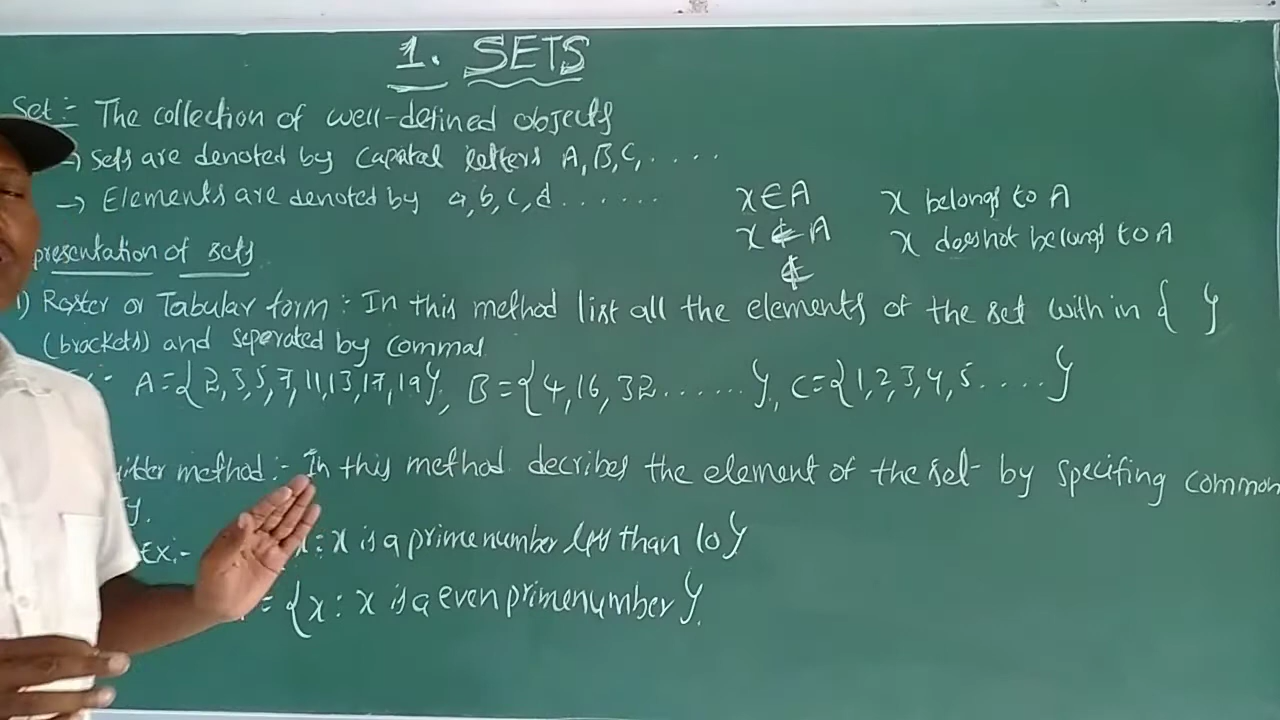 1. SETS
Set :- The collection of well-defined objects
→ Sets are denoted by capital letters A, B, C, . . . .
→ Elements are denoted by a, b, c, d . . . . . .
x ∈ A x belongs to A
x ∉ A x does not belongs to A
∉
presentation of sets
1) Roster or Tabular form : In this method list all the elements of the set with in { }
(brackets) and seperated by commas
A = {2, 3, 5, 7, 11, 13, 17, 19}, B = {4, 16, 32 . . . . . . }, C = {1, 2, 3, 4, 5 . . . . }
method :- In this method decribes the element of the set by specifing common
y.
Ex:- x : x is a prime number less than 10}
= {x : x is a even prime number}.